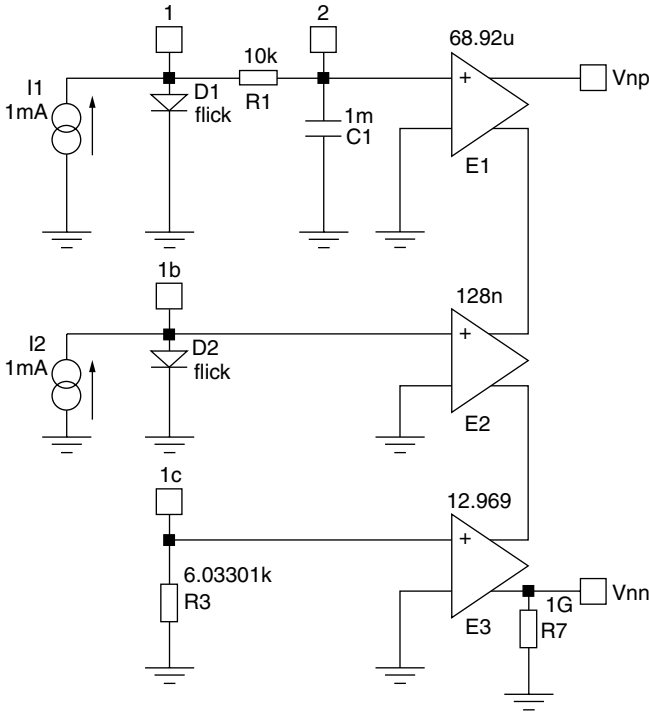 1
2
10k
R1
68.92u
+
E1
Vnp
I1
1mA
D1
flick
1m
C1
1b
128n
+
E2
I2
1mA
D2
flick
1c
12.969
+
E3
6.03301k
R3
1G
R7
Vnn